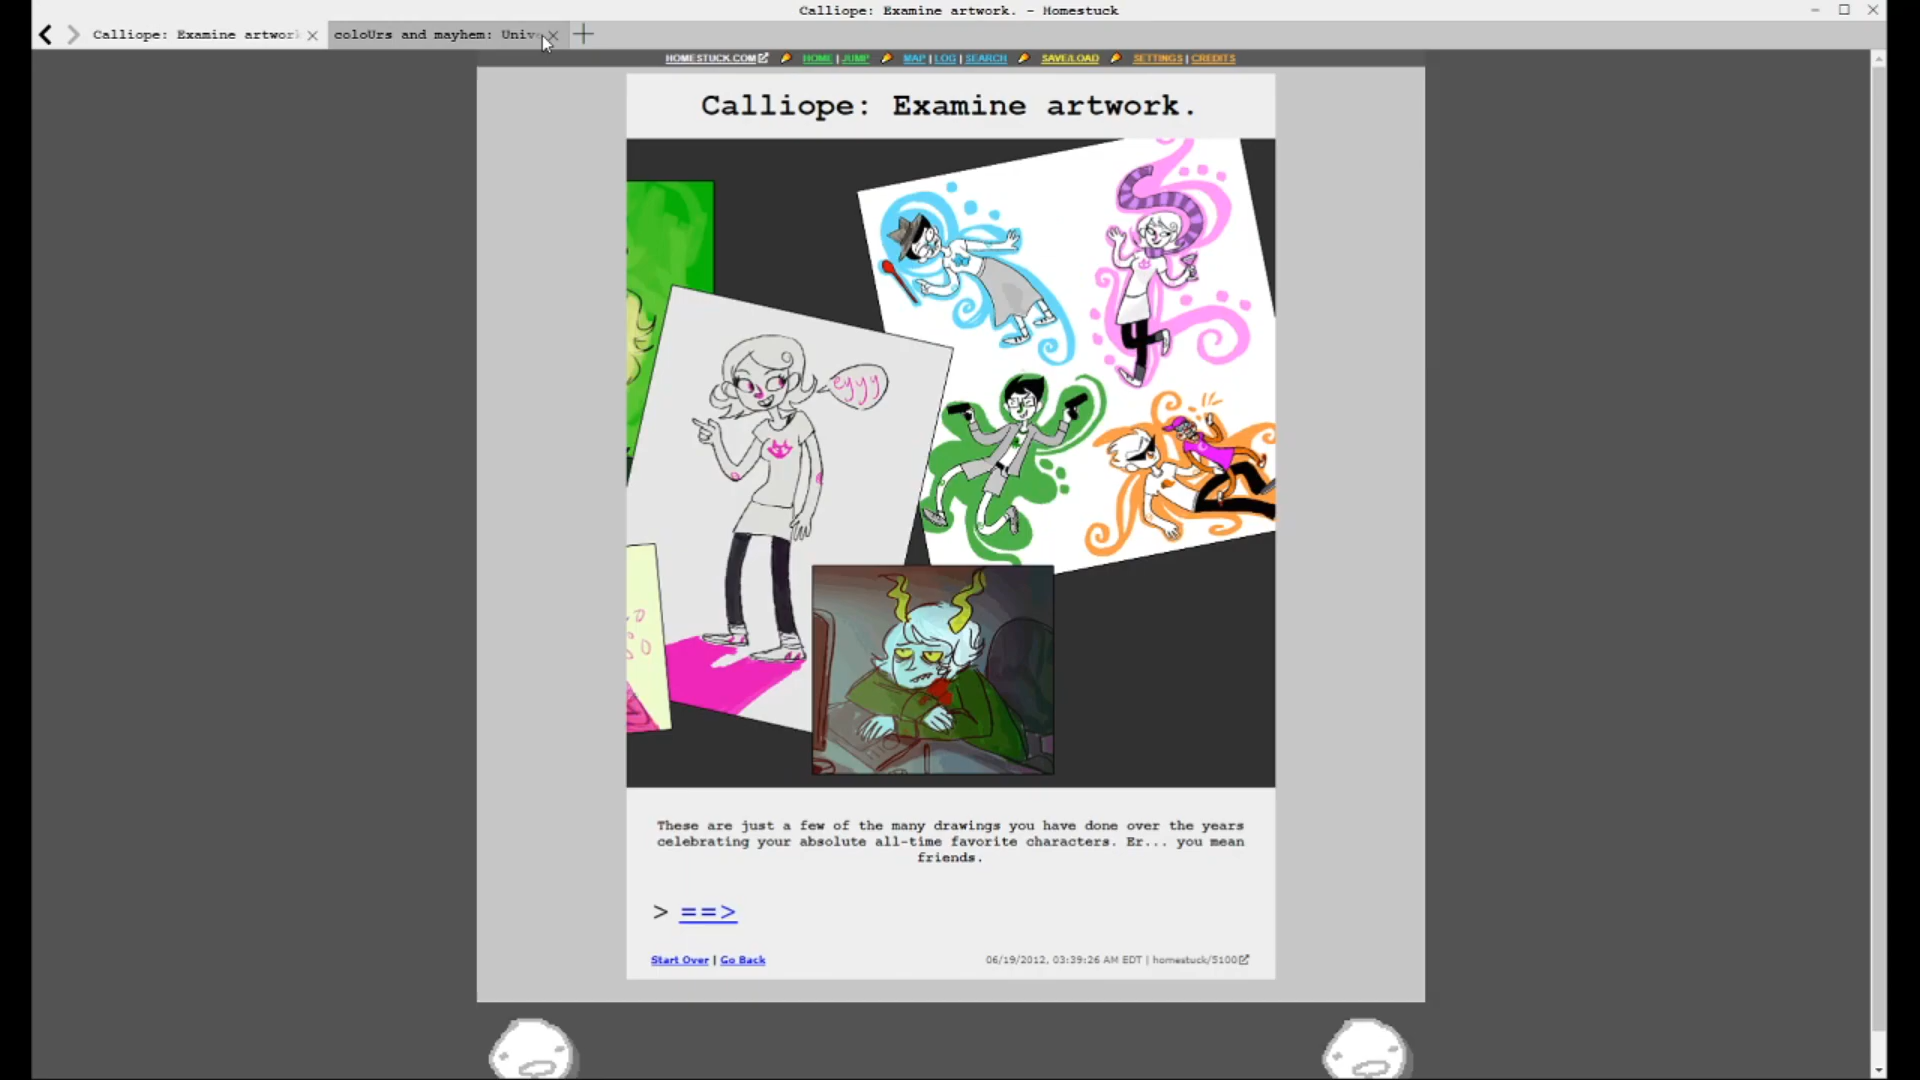 Calliope: Examine artwork. - Homestuck
Calliope: Examine artwor
coloUrs and mayhem: Univ
HOMESTUCK.COM HOME | JUMP MAP | LOG | SEARCH SAVE/LOAD SETTINGS | CREDITS
Calliope: Examine artwork.
eyyy
These are just a few of the many drawings you have done over the years
celebrating your absolute all-time favorite characters. Er... you mean
friends.
> ==>
Start Over | Go Back
06/19/2012, 03:39:26 AM EDT | homestuck/5100